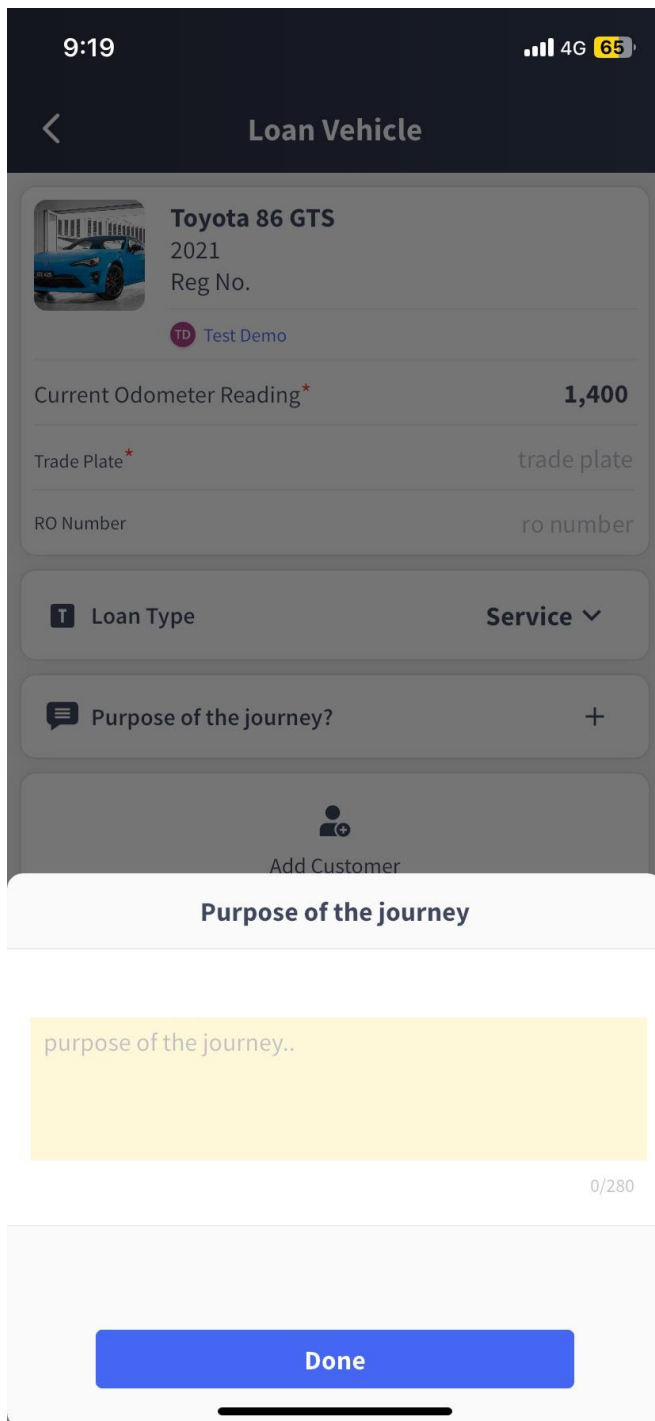 9:19
4G 65
Loan Vehicle
Toyota 86 GTS
2021
Reg No.
TD Test Demo
Current Odometer Reading* 1,400
Trade Plate* trade plate
RO Number ro number
T Loan Type Service
Purpose of the journey? +
Add Customer
Purpose of the journey
purpose of the journey..
0/280
Done